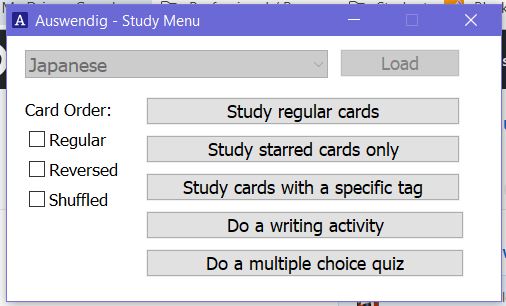 Auswendig - Study Menu
Japanese
Load
Card Order:
Regular
Reversed
Shuffled
Study regular cards
Study starred cards only
Study cards with a specific tag
Do a writing activity
Do a multiple choice quiz